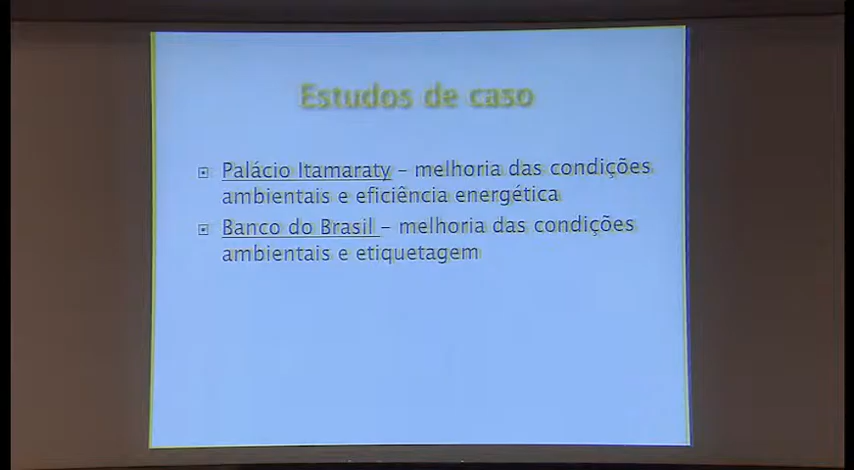 Estudos de caso
Palácio Itamaraty – melhoria das condições
ambientais e eficiência energética
Banco do Brasil – melhoria das condições
ambientais e etiquetagem